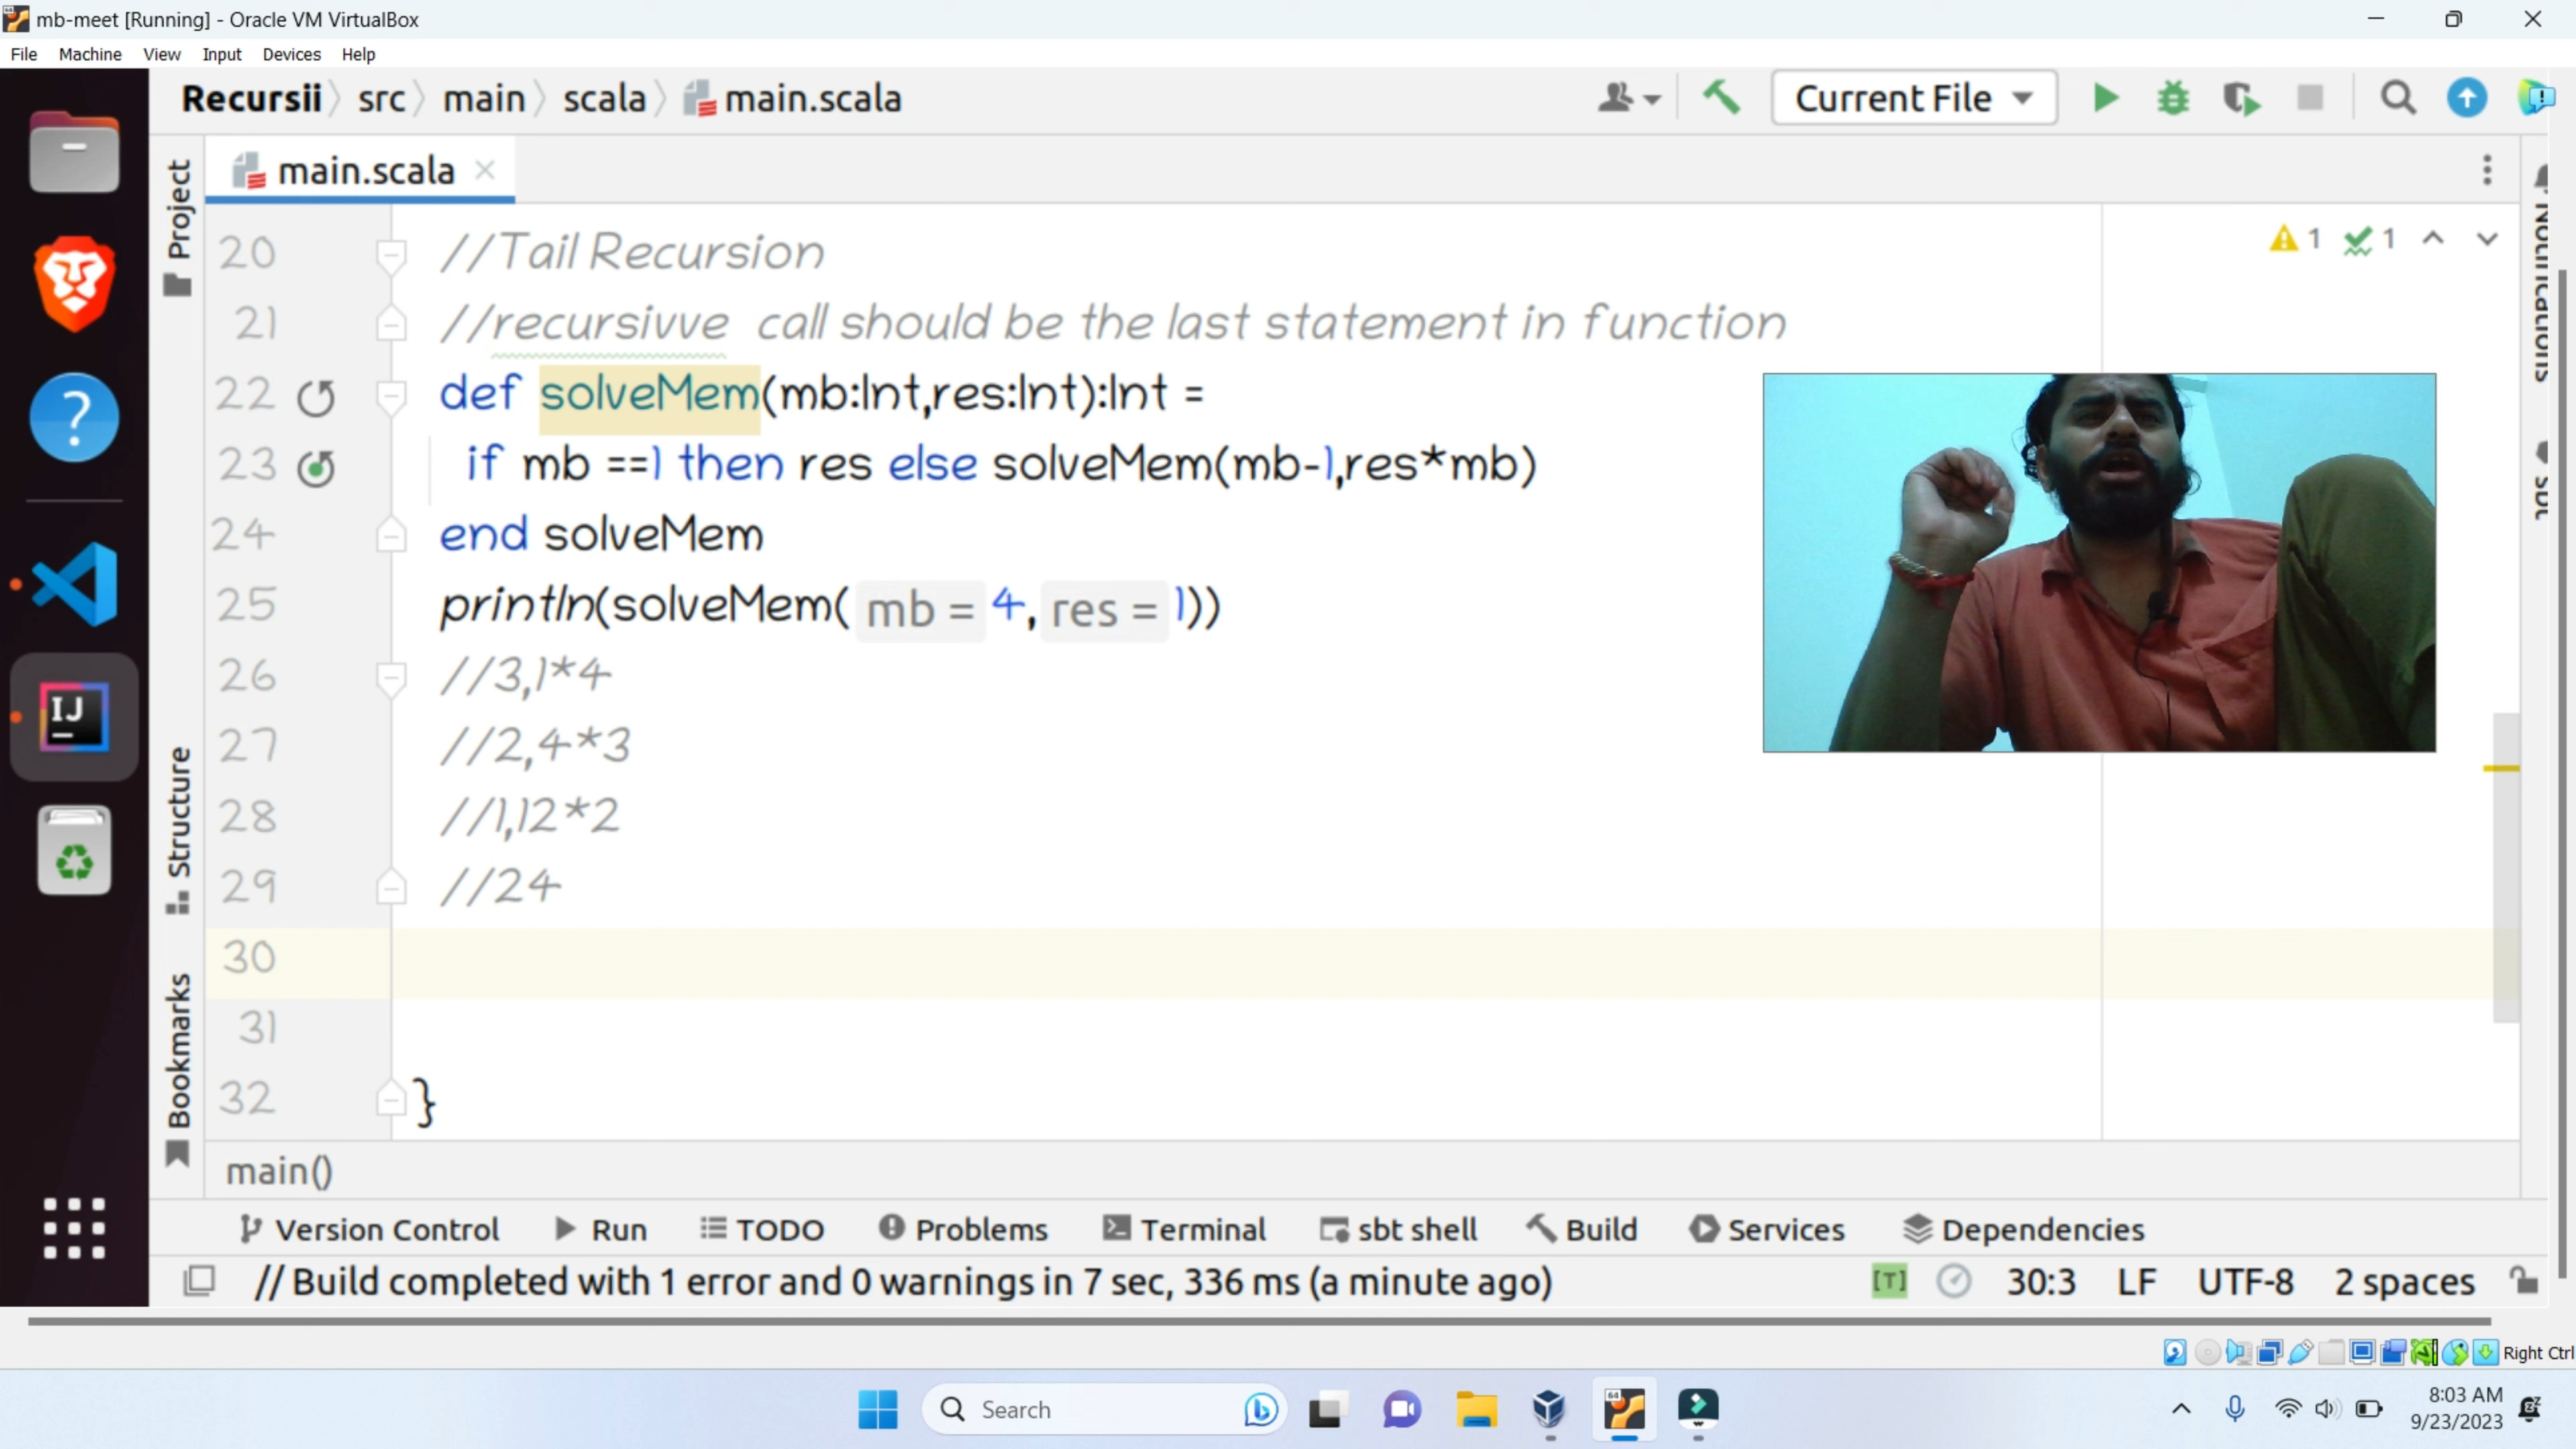 mb-meet [Running] - Oracle VM VirtualBox
File Machine View Input Devices Help
Recursii src main scala main.scala Current File
main.scala
Project
Structure
Bookmarks
Notifications
sbt
1 1
20 //Tail Recursion
21 //recursivve call should be the last statement in function
22 def solveMem(mb:Int,res:Int):Int =
23 if mb ==1 then res else solveMem(mb-1,res*mb)
24 end solveMem
25 println(solveMem( mb = 4, res = 1))
26 //3,1*4
27 //2,4*3
28 //1,12*2
29 //24
30
31
32 }
main()
Version Control Run TODO Problems Terminal sbt shell Build Services Dependencies
// Build completed with 1 error and 0 warnings in 7 sec, 336 ms (a minute ago) [T] 30:3 LF UTF-8 2 spaces
Right Ctrl
Search
8:03 AM
9/23/2023
IJ
64